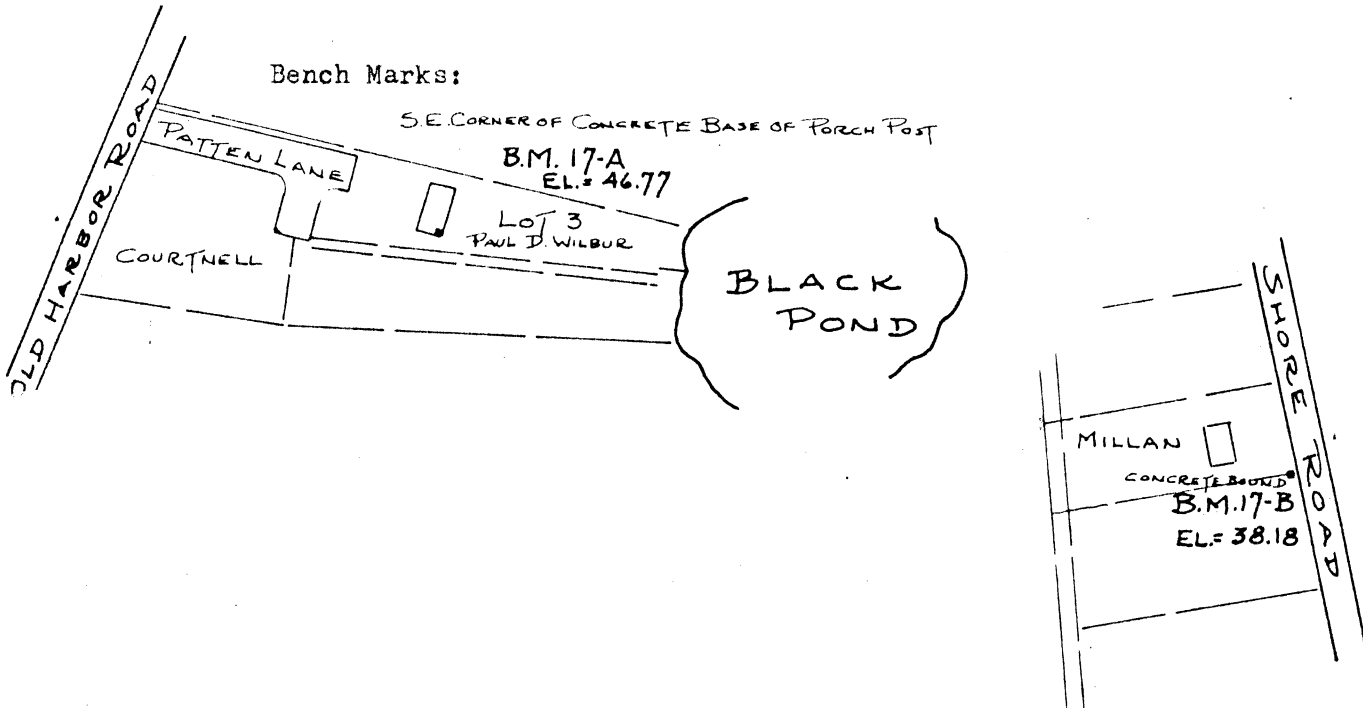 Bench Marks:
S.E. CORNER OF CONCRETE BASE OF PORCH POST
B.M. 17-A
EL.= 46.77
OLD HARBOR ROAD
PATTEN LANE
LOT 3
PAUL D. WILBUR
COURTNELL
BLACK
POND
SHORE ROAD
MILLAN
CONCRETE BOUND
B.M.17-B
EL.= 38.18